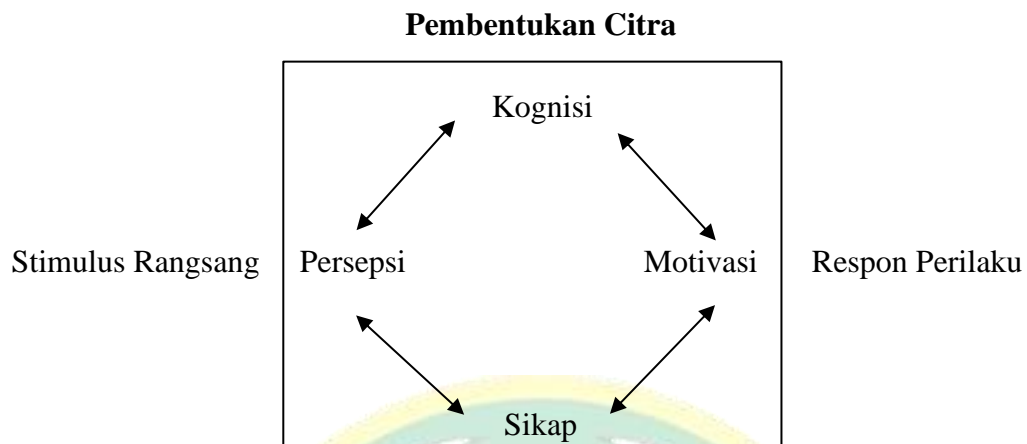 Pembentukan Citra
Kognisi
Stimulus Rangsang
Persepsi
Motivasi
Respon Perilaku
Sikap